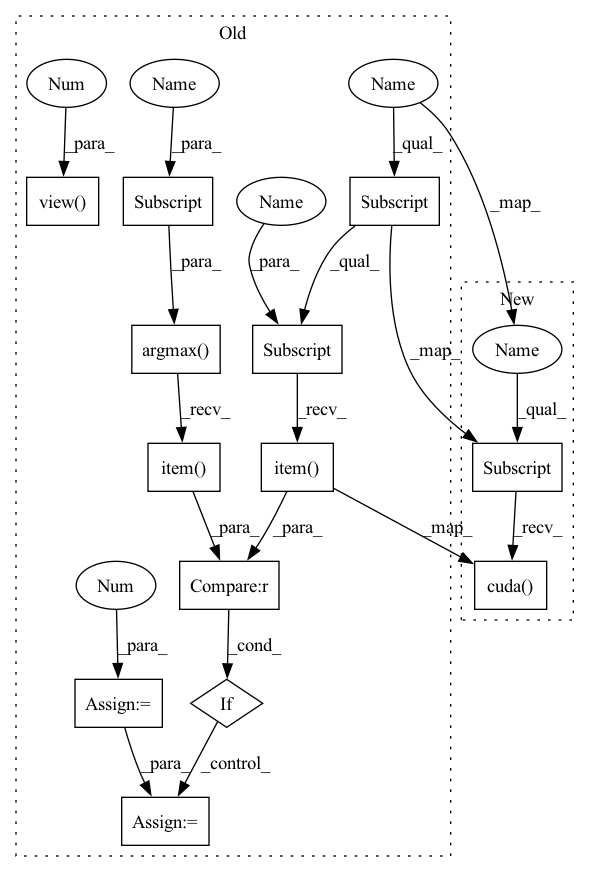 Old
Num
Name
Name
_para_
_para_
_qual_
_map_
view()
Subscript
Name
Subscript
New
_para_
_para_
_qual_
_map_
argmax()
Subscript
Name
_recv_
_recv_
_qual_
item()
item()
Subscript
_para_
_para_
_map_
_recv_
Num
Compare:r
cuda()
_para_
_cond_
Assign:=
If
_para_
_control_
Assign:=